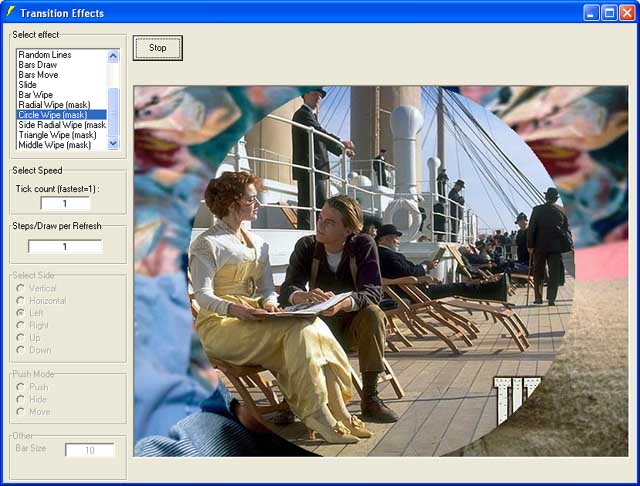 Transition Effects
Select effect
Stop
Random Lines
Bars Draw
Bars Move
Slide
Bar Wipe
Radial Wipe (mask)
Circle Wipe (mask)
Side Radial Wipe (mask
Triangle Wipe (mask)
Middle Wipe (mask)
Select Speed
Tick count (fastest=1) :
1
Steps/Draw per Refresh
1
Select Side
Vertical
Horizontal
Left
Right
Up
Down
Push Mode
Push
Hide
Move
Other
Bar Size
10